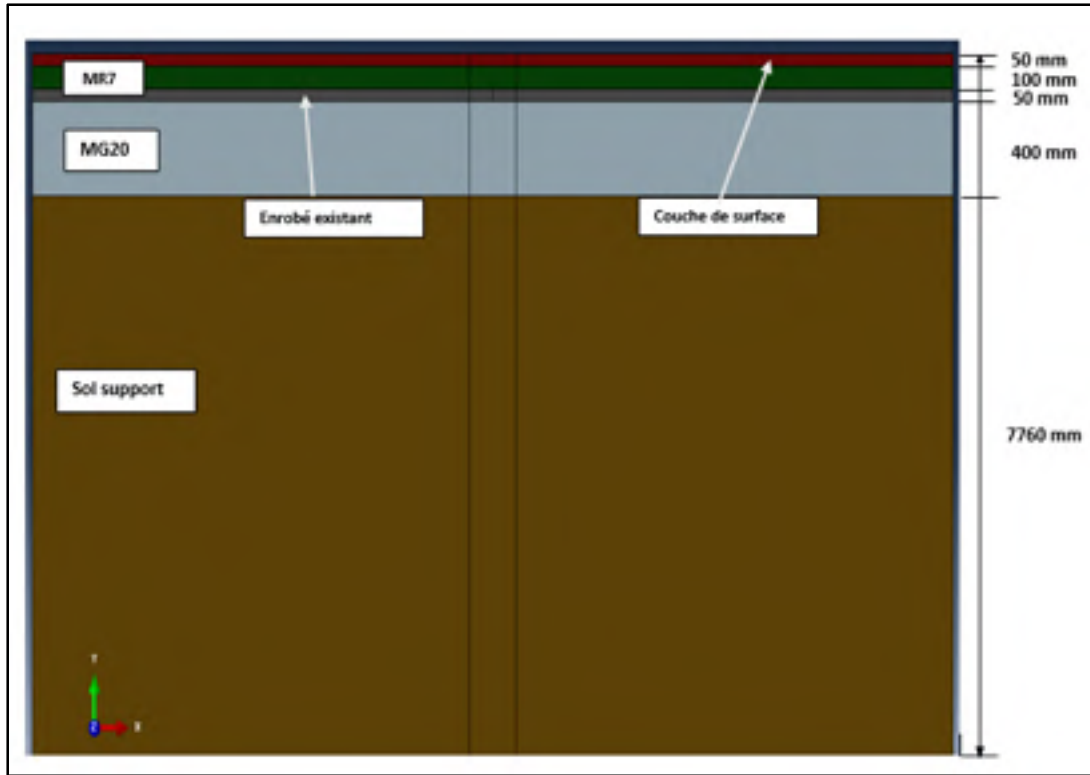 50 mm
MR7
100 mm
50 mm
MG20
400 mm
Enrobé existant
Couche de surface
Sol support
7760 mm
Y
Z
X